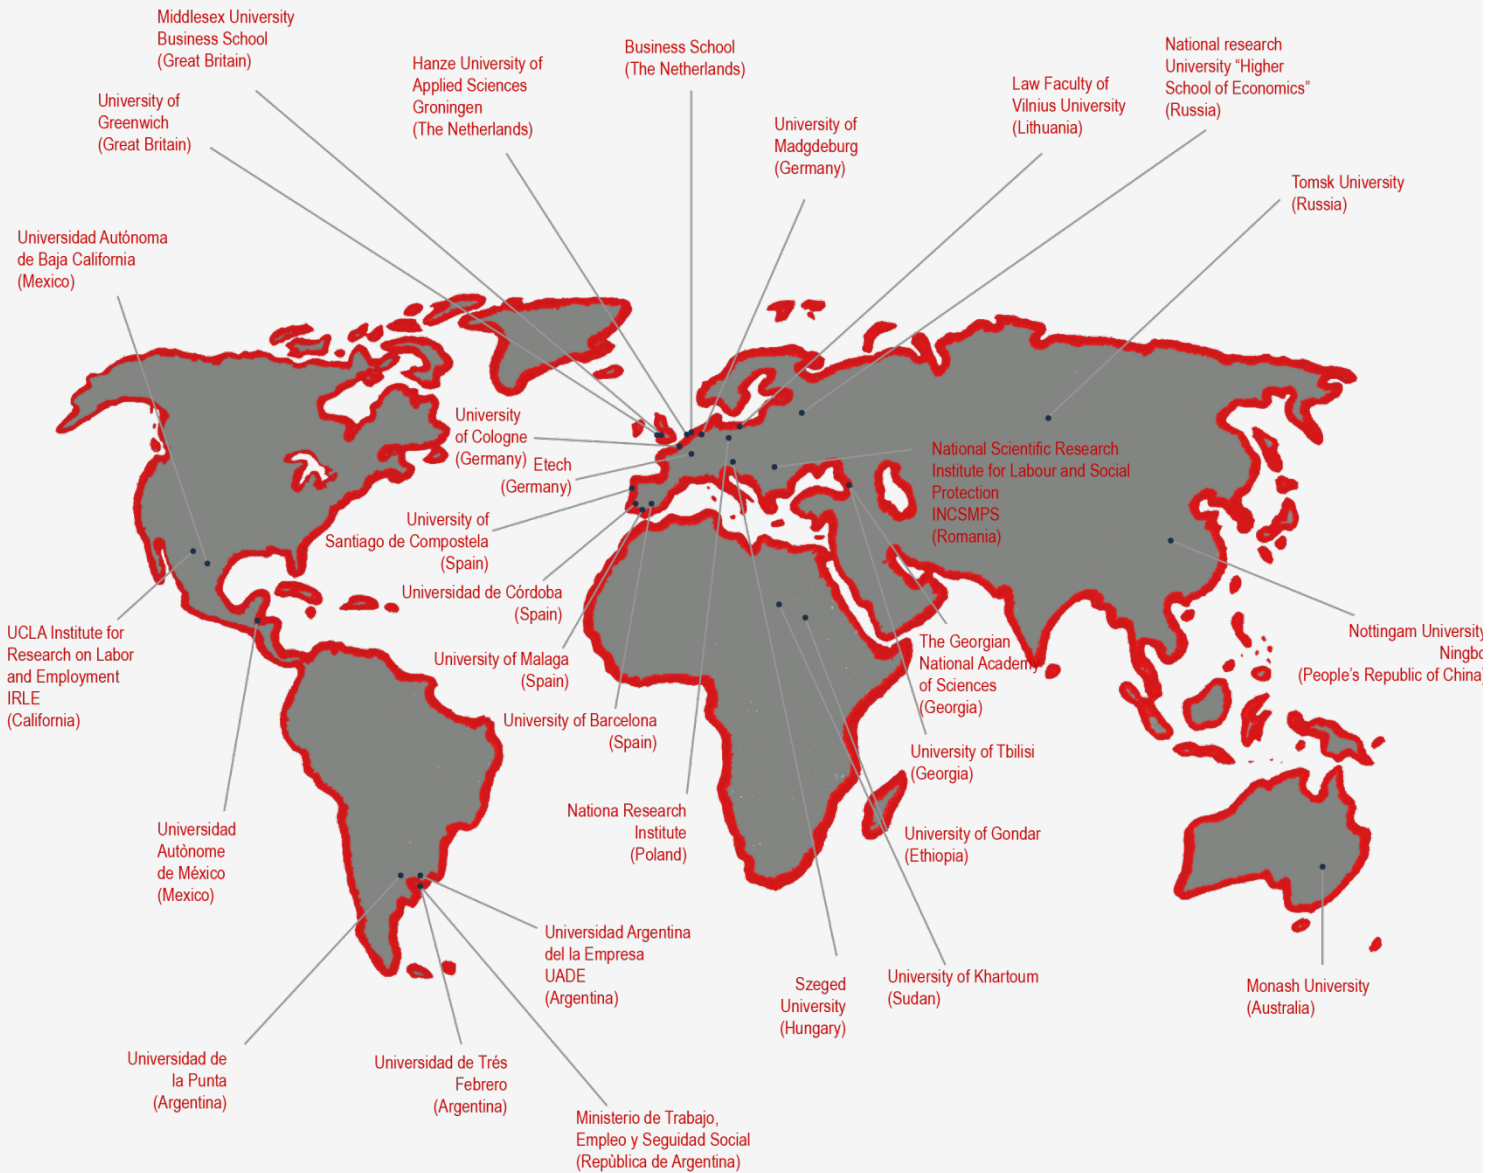 Middlesex University
Business School
(Great Britain)
University of
Greenwich
(Great Britain)
Hanze University of
Applied Sciences
Groningen
(The Netherlands)
Business School
(The Netherlands)
University of
Madgdeburg
(Germany)
Law Faculty of
Vilnius University
(Lithuania)
National research
University “Higher
School of Economics”
(Russia)
Tomsk University
(Russia)
Universidad Autónoma
de Baja California
(Mexico)
University
of Cologne
(Germany)
Etech
(Germany)
National Scientific Research
Institute for Labour and Social
Protection
INCSMPS
(Romania)
University of
Santiago de Compostela
(Spain)
Universidad de Córdoba
(Spain)
University of Malaga
(Spain)
University of Barcelona
(Spain)
UCLA Institute for
Research on Labor
and Employment
IRLE
(California)
The Georgian
National Academy
of Sciences
(Georgia)
Nottingam University
Ningbo
(People's Republic of China)
University of Tbilisi
(Georgia)
Nationa Research
Institute
(Poland)
University of Gondar
(Ethiopia)
Universidad
Autònome
de México
(Mexico)
Universidad Argentina
del la Empresa
UADE
(Argentina)
Szeged
University
(Hungary)
University of Khartoum
(Sudan)
Monash University
(Australia)
Universidad de
la Punta
(Argentina)
Universidad de Trés
Febrero
(Argentina)
Ministerio de Trabajo,
Empleo y Seguidad Social
(Repùblica de Argentina)